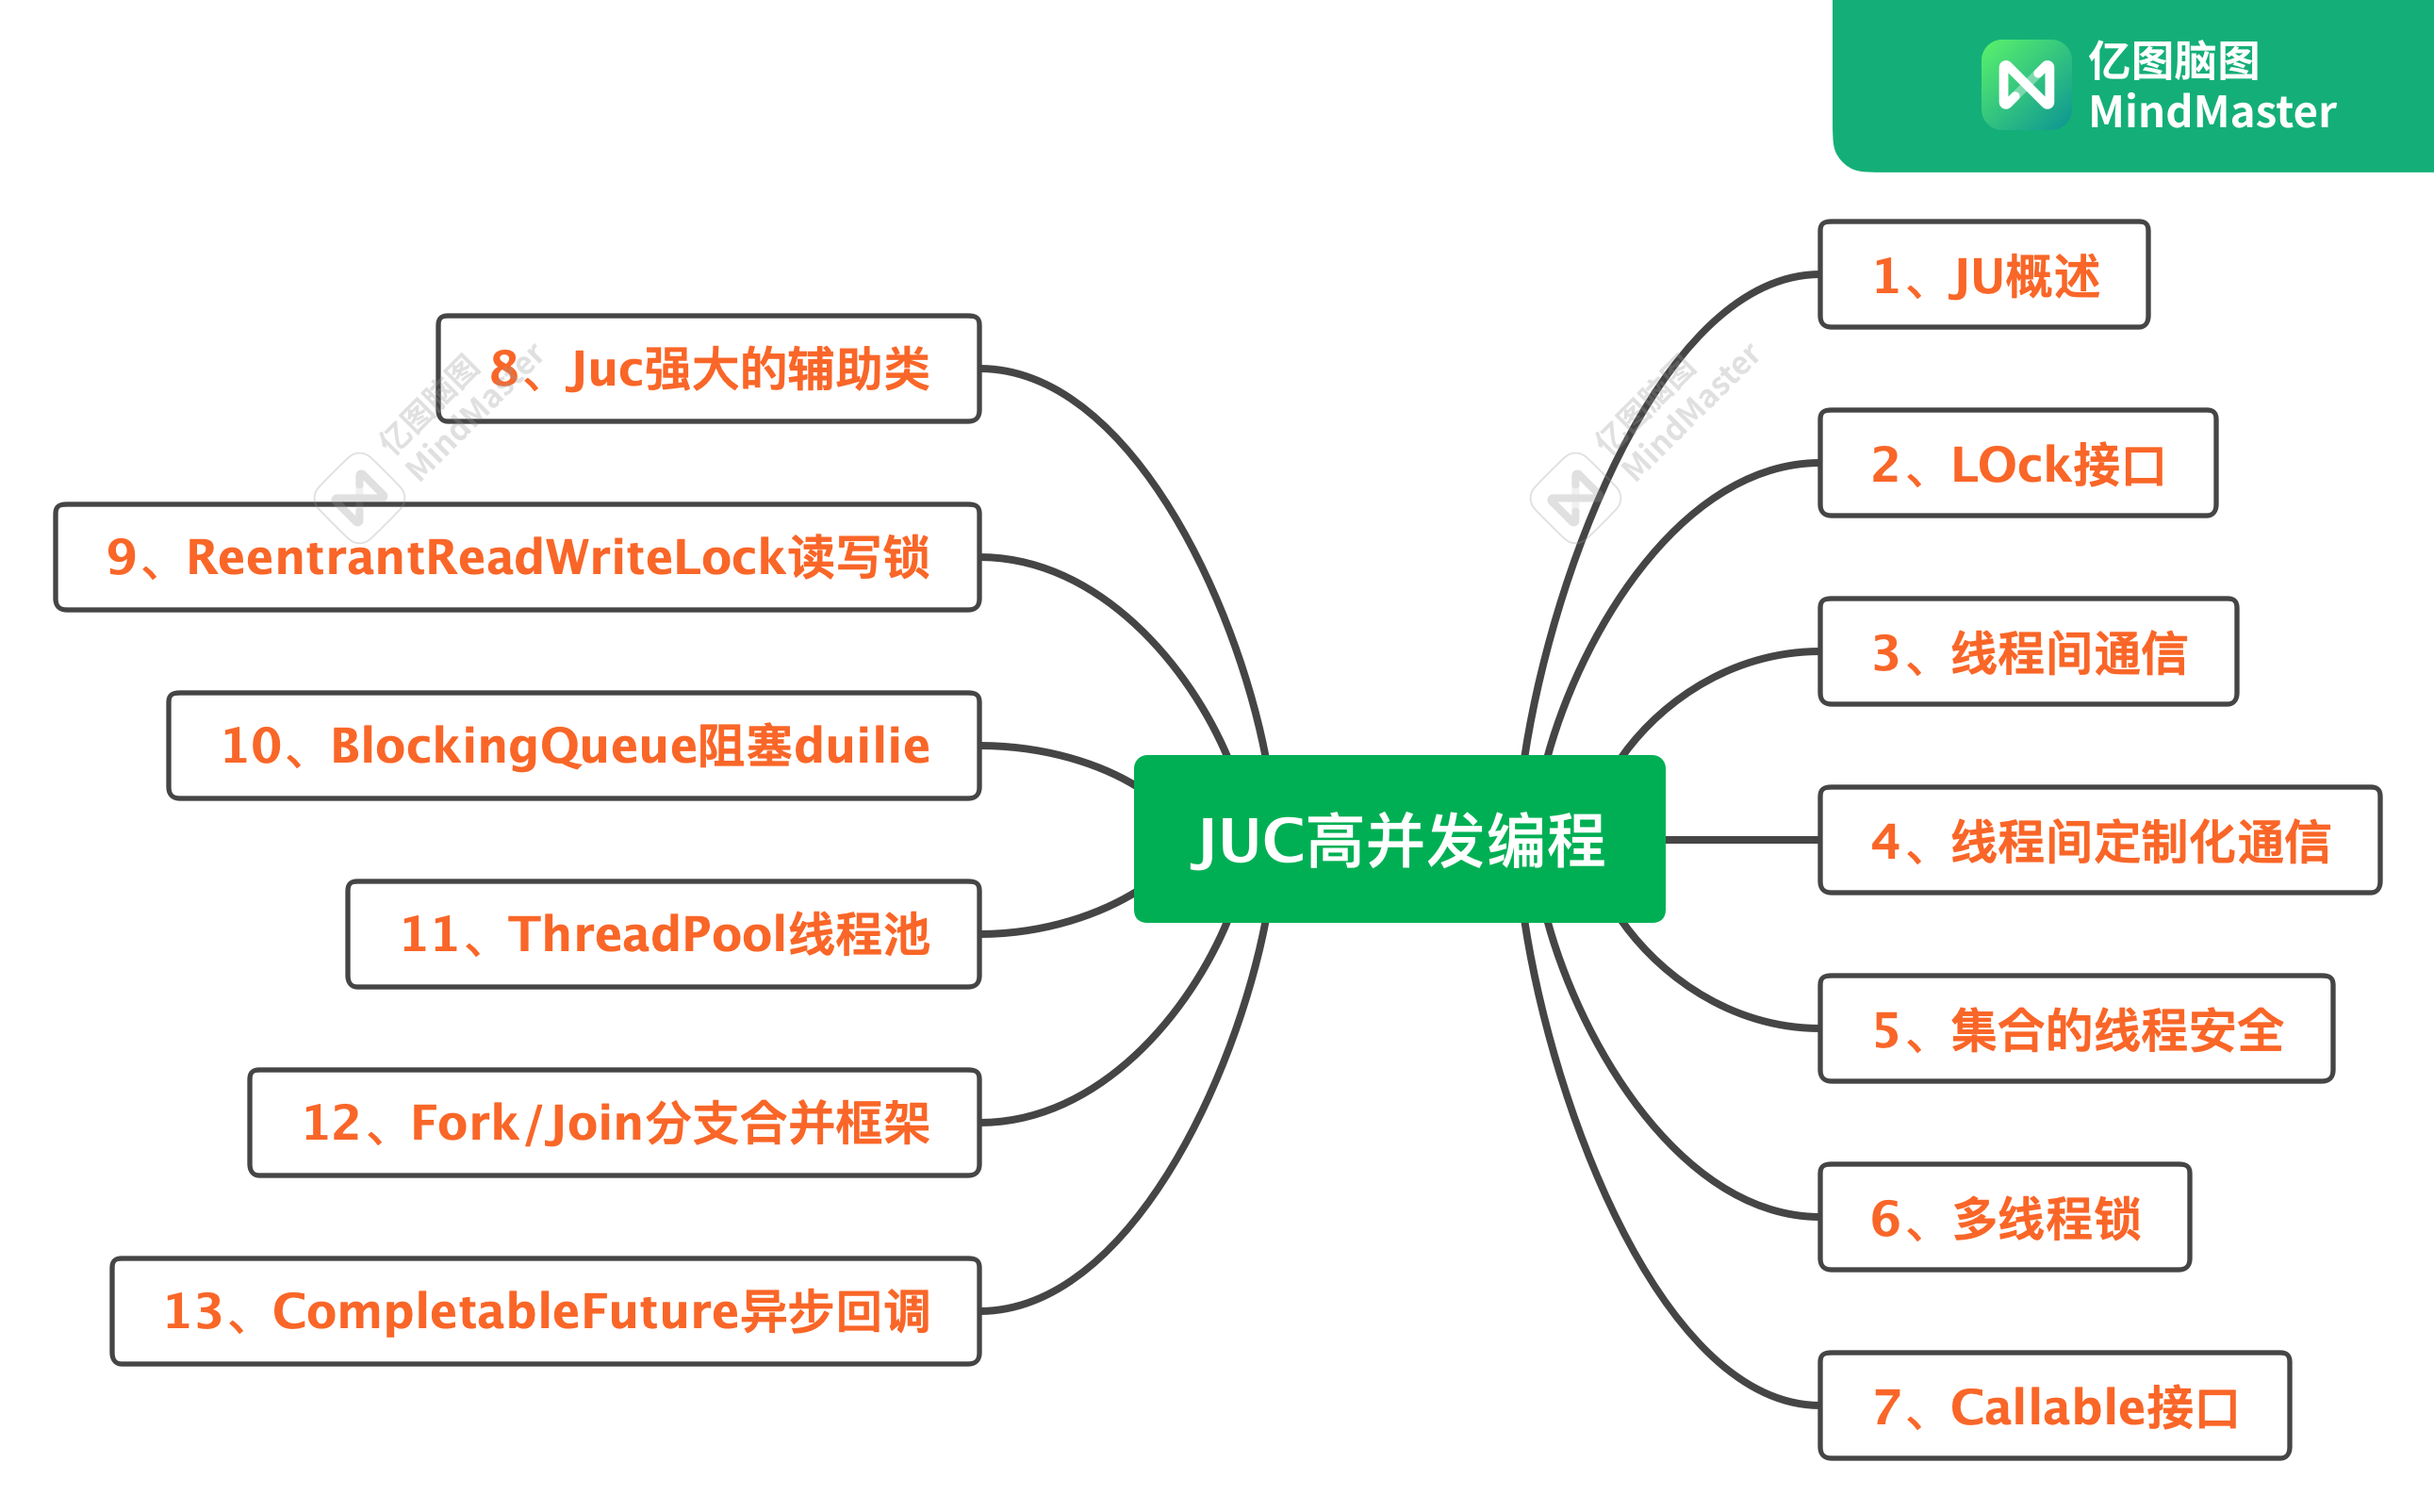 亿图脑图
MindMaster
JUC高并发编程
1、JU概述
2、LOck接口
3、线程间通信
4、线程间定制化通信
5、集合的线程安全
6、多线程锁
7、Callable接口
8、Juc强大的辅助类
9、ReentrantReadWriteLock读写锁
10、BlockingQueue阻塞duilie
11、ThreadPool线程池
12、Fork/Join分支合并框架
13、CompletableFuture异步回调
亿图脑图
MindMaster
亿图脑图
MindMaster